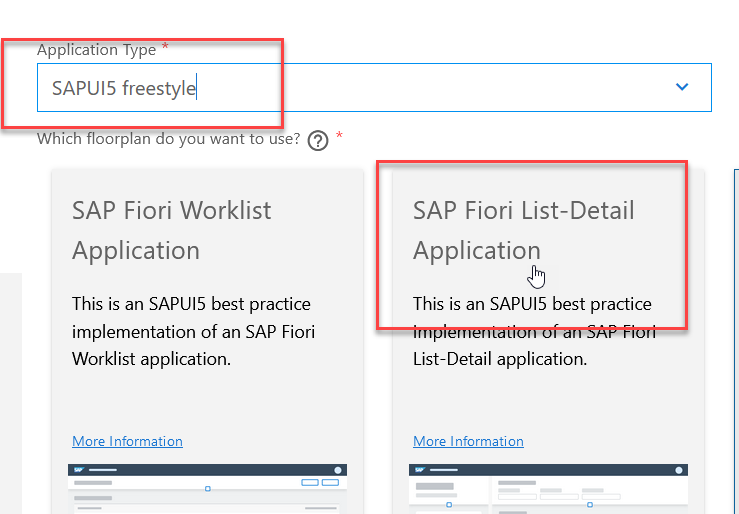 Application Type *
SAPUI5 freestyle
Which floorplan do you want to use? ? *
SAP Fiori Worklist
Application
This is an SAPUI5 best practice
implementation of an SAP Fiori
Worklist application.
More Information
SAP
SAP Fiori List-Detail
Application
This is an SAPUI5 best practice
implementation of an SAP Fiori
List-Detail application.
More Information
SAP